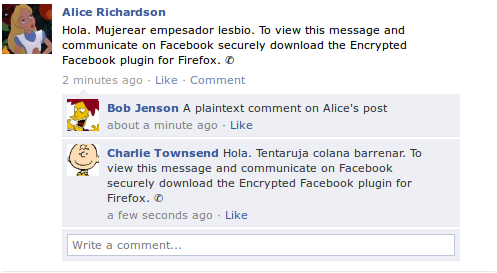 Alice Richardson
Hola. Mujerear empesador lesbio. To view this message and
communicate on Facebook securely download the Encrypted
Facebook plugin for Firefox. ✆
2 minutes ago · Like · Comment
Bob Jenson A plaintext comment on Alice's post
about a minute ago · Like
Charlie Townsend Hola. Tentaruja colana barrenar. To
view this message and communicate on Facebook
securely download the Encrypted Facebook plugin for
Firefox. ✆
a few seconds ago · Like
Write a comment...